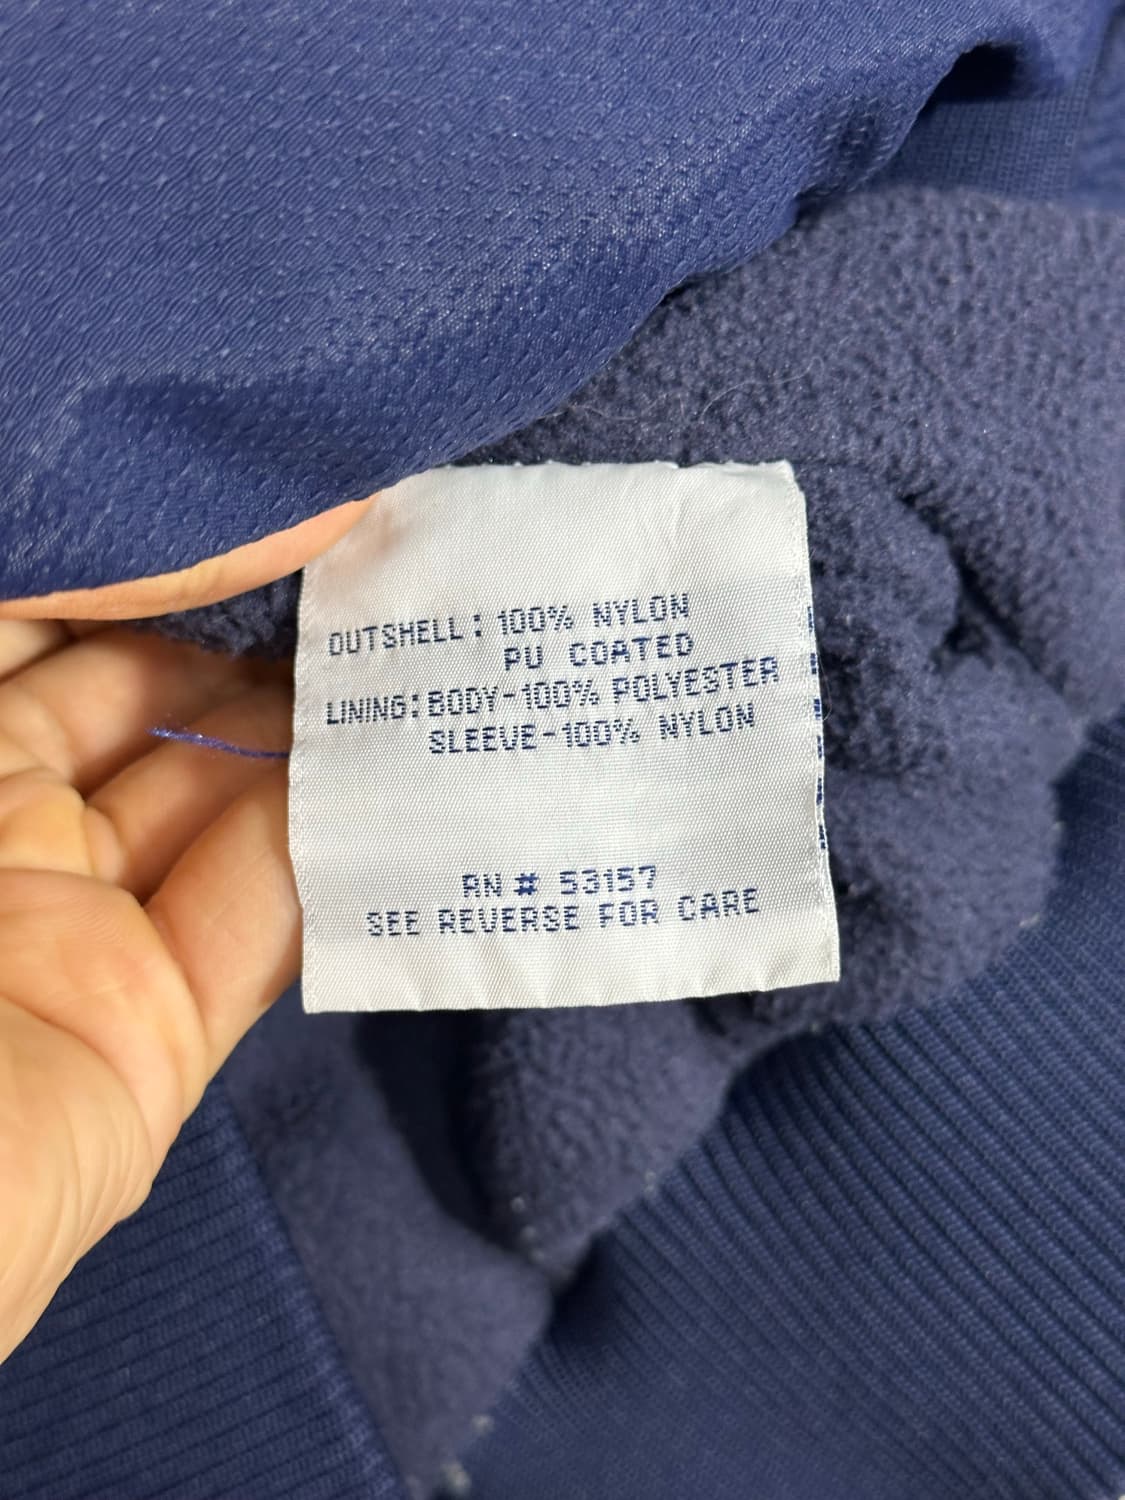 OUTSHELL: 100% NYLON
PU COATED
LINING: BODY-100% POLYESTER
SLEEVE-100% NYLON
RN # 53157
SEE REVERSE FOR CARE